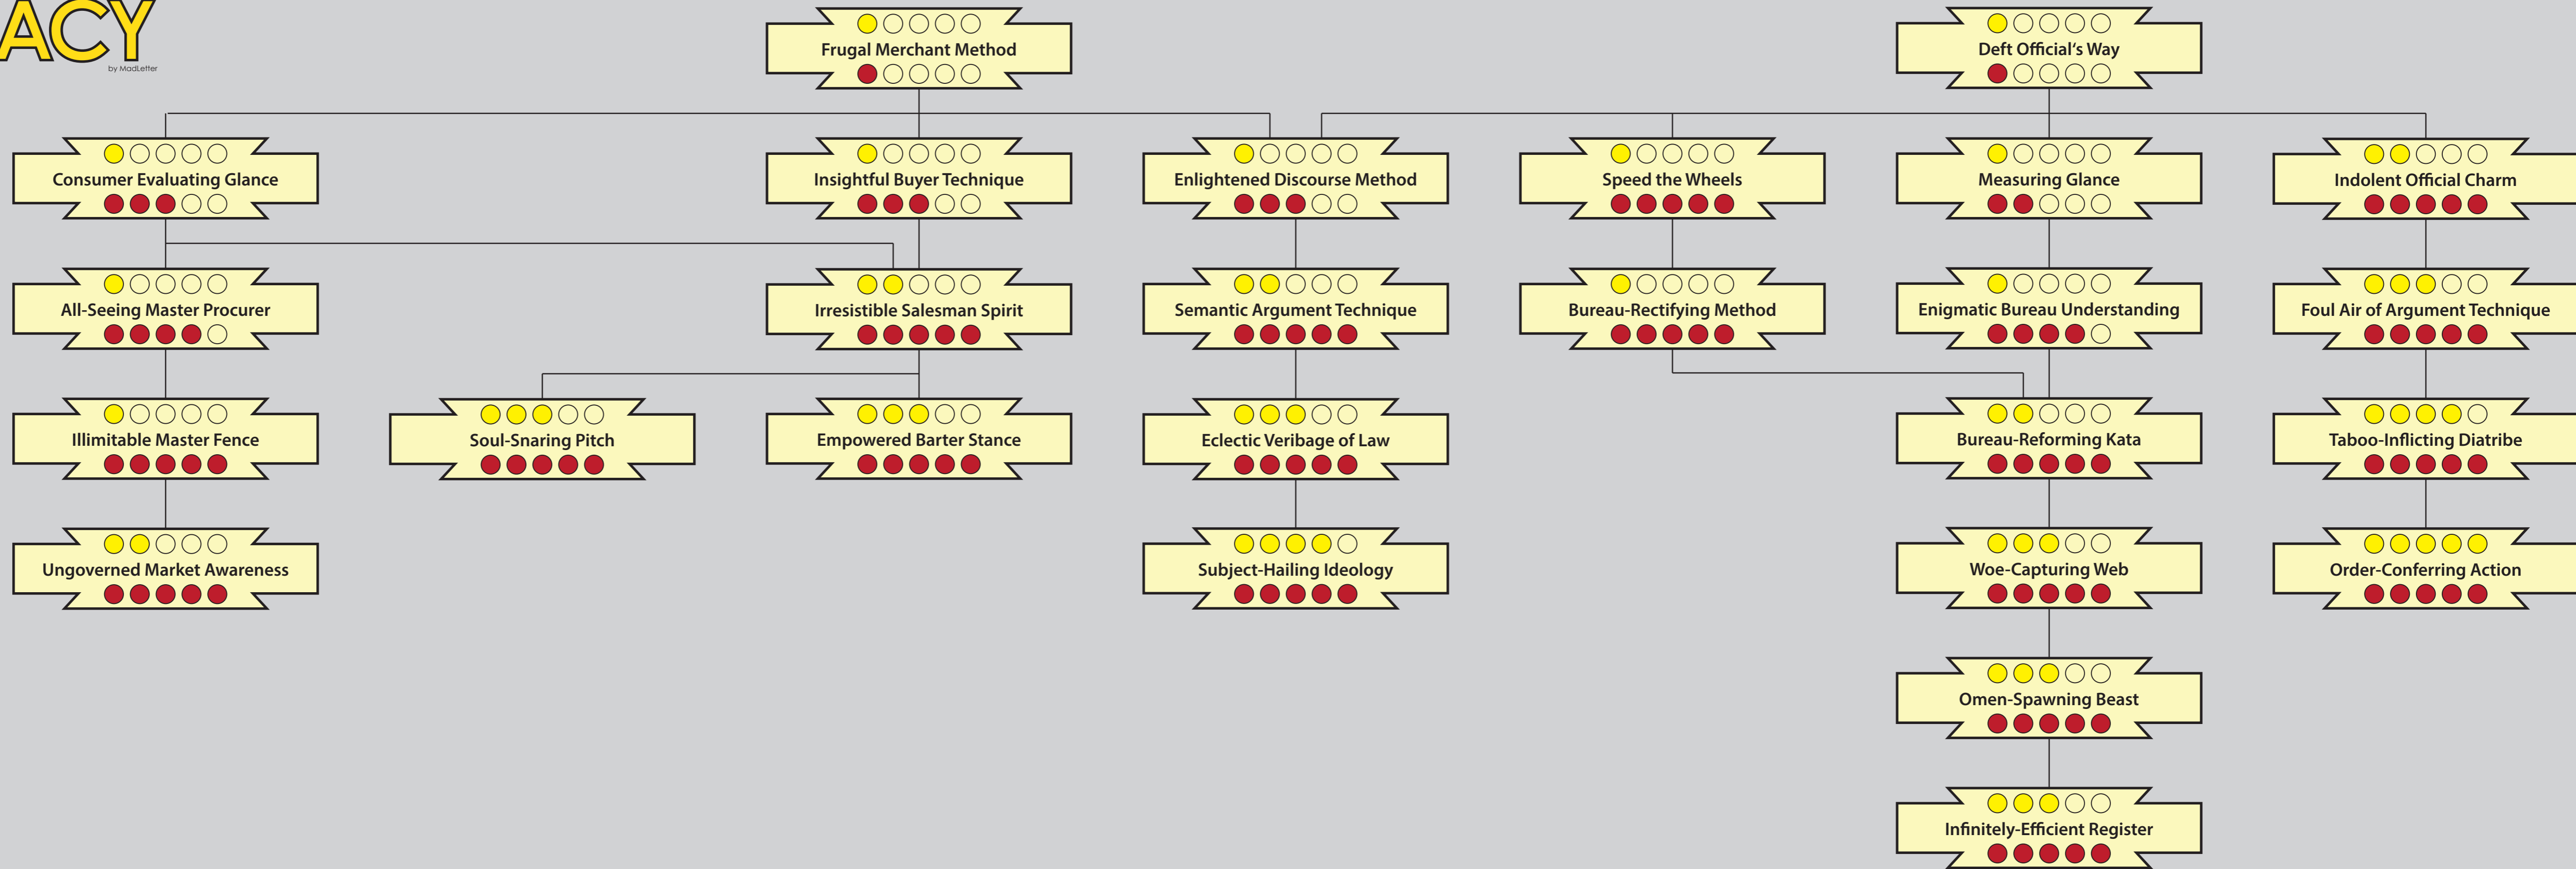 ACY
by MadLetter
Frugal Merchant Method
Deft Official's Way
Consumer Evaluating Glance
Insightful Buyer Technique
Enlightened Discourse Method
Speed the Wheels
Measuring Glance
Indolent Official Charm
All-Seeing Master Procurer
Irresistible Salesman Spirit
Semantic Argument Technique
Bureau-Rectifying Method
Enigmatic Bureau Understanding
Foul Air of Argument Technique
Illimitable Master Fence
Soul-Snaring Pitch
Empowered Barter Stance
Eclectic Veribage of Law
Bureau-Reforming Kata
Taboo-Inflicting Diatribe
Ungoverned Market Awareness
Subject-Hailing Ideology
Woe-Capturing Web
Order-Conferring Action
Omen-Spawning Beast
Infinitely-Efficient Register